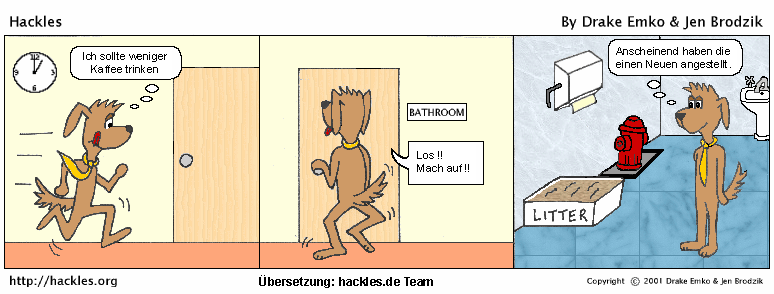 Hackles
By Drake Emko & Jen Brodzik
Ich sollte weniger
Kaffee trinken
BATHROOM
Los !!
Mach auf !!
Anscheinend haben die
einen Neuen angestellt.
LITTER
http://hackles.org
Übersetzung: hackles.de Team
Copyright © 2001 Drake Emko & Jen Brodzik